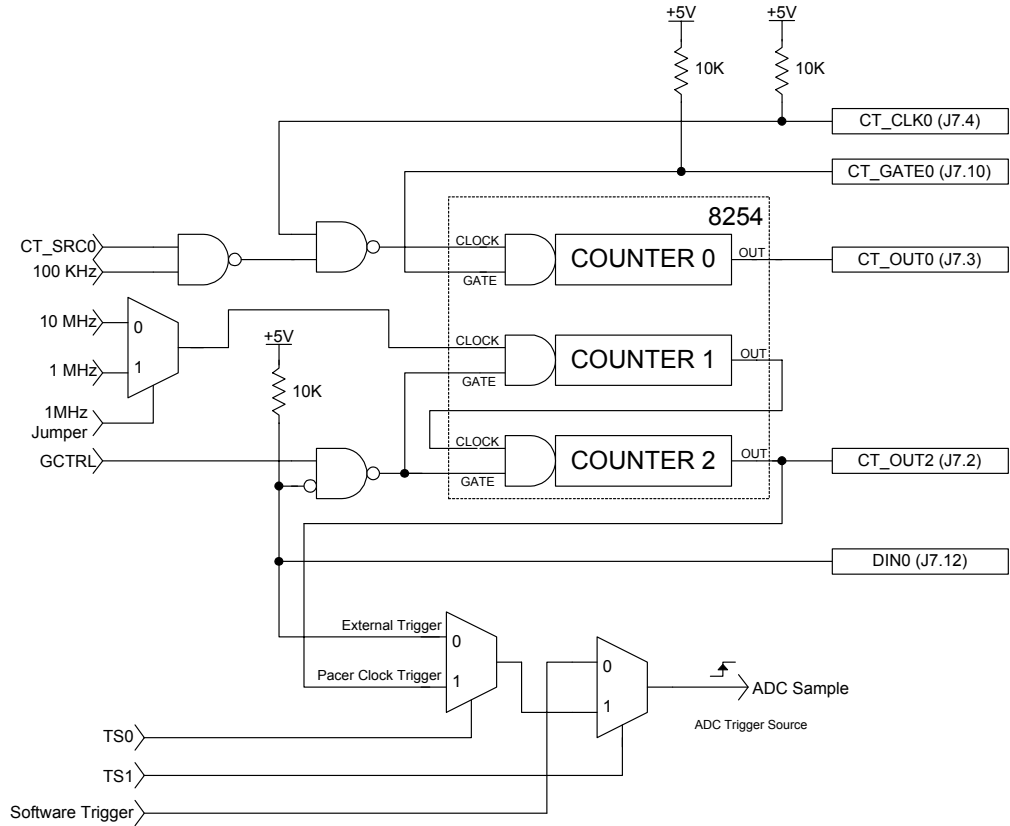 +5V
+5V
10K
10K
CT_CLK0 (J7.4)
CT_GATE0 (J7.10)
8254
CT_SRC0
100 KHz
CLOCK
GATE
COUNTER 0
OUT
CT_OUT0 (J7.3)
10 MHz
0
1 MHz
1
1MHz
Jumper
+5V
10K
CLOCK
GATE
COUNTER 1
OUT
GCTRL
CLOCK
GATE
COUNTER 2
OUT
CT_OUT2 (J7.2)
DIN0 (J7.12)
External Trigger
0
Pacer Clock Trigger
1
0
1
ADC Sample
ADC Trigger Source
TS0
TS1
Software Trigger